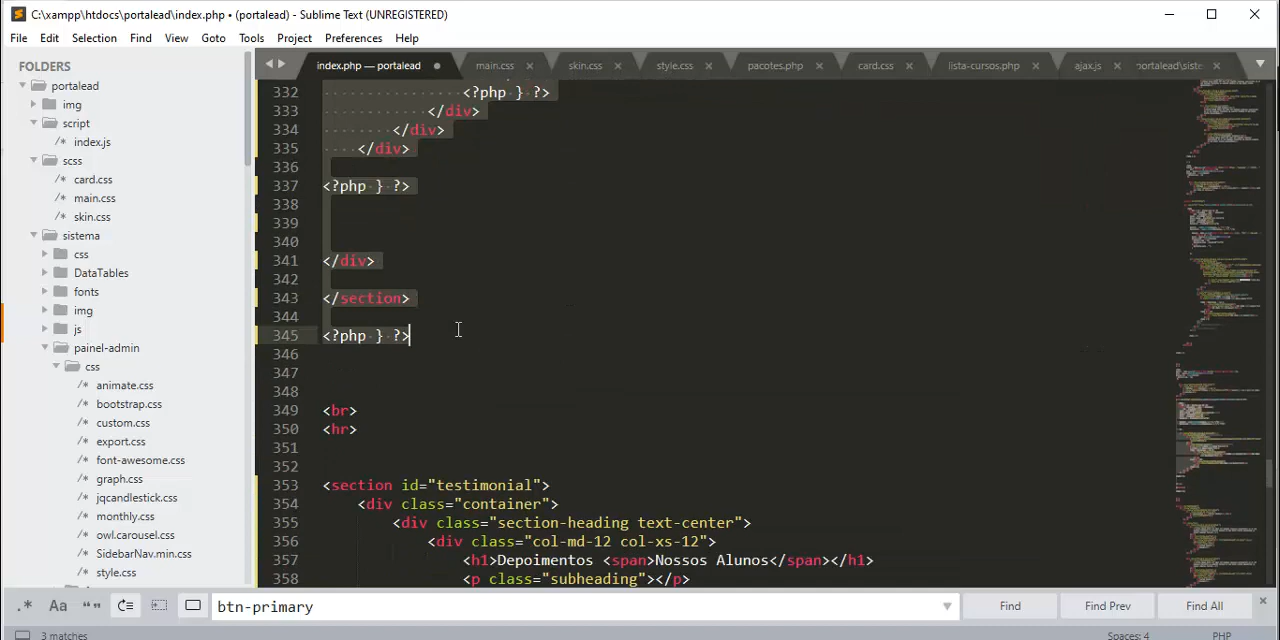 C:\xampp\htdocs\portalead\index.php • (portalead) - Sublime Text (UNREGISTERED)
File Edit Selection Find View Goto Tools Project Preferences Help
FOLDERS
portalead
img
script
/* index.js
scss
/* card.css
/* main.css
/* skin.css
sistema
css
DataTables
fonts
img
js
painel-admin
css
/* animate.css
/* bootstrap.css
/* custom.css
/* export.css
/* font-awesome.css
/* graph.css
/* jqcandlestick.css
/* monthly.css
/* owl.carousel.css
/* SidebarNav.min.css
/* style.css
index.php — portalead main.css skin.css style.css pacotes.php card.css lista-cursos.php ajax.js portalead\siste
332 <?php } ?>
333 </div>
334 </div>
335 </div>
336
337 <?php } ?>
338
339
340
341 </div>
342
343 </section>
344
345 <?php } ?>
346
347
348
349 <br>
350 <hr>
351
352
353 <section id="testimonial">
354 <div class="container">
355 <div class="section-heading text-center">
356 <div class="col-md-12 col-xs-12">
357 <h1>Depoimentos <span>Nossos Alunos</span></h1>
358 <p class="subheading"></p>
.* Aa “” btn-primary Find Find Prev Find All
3 matches Spaces: 4 PHP